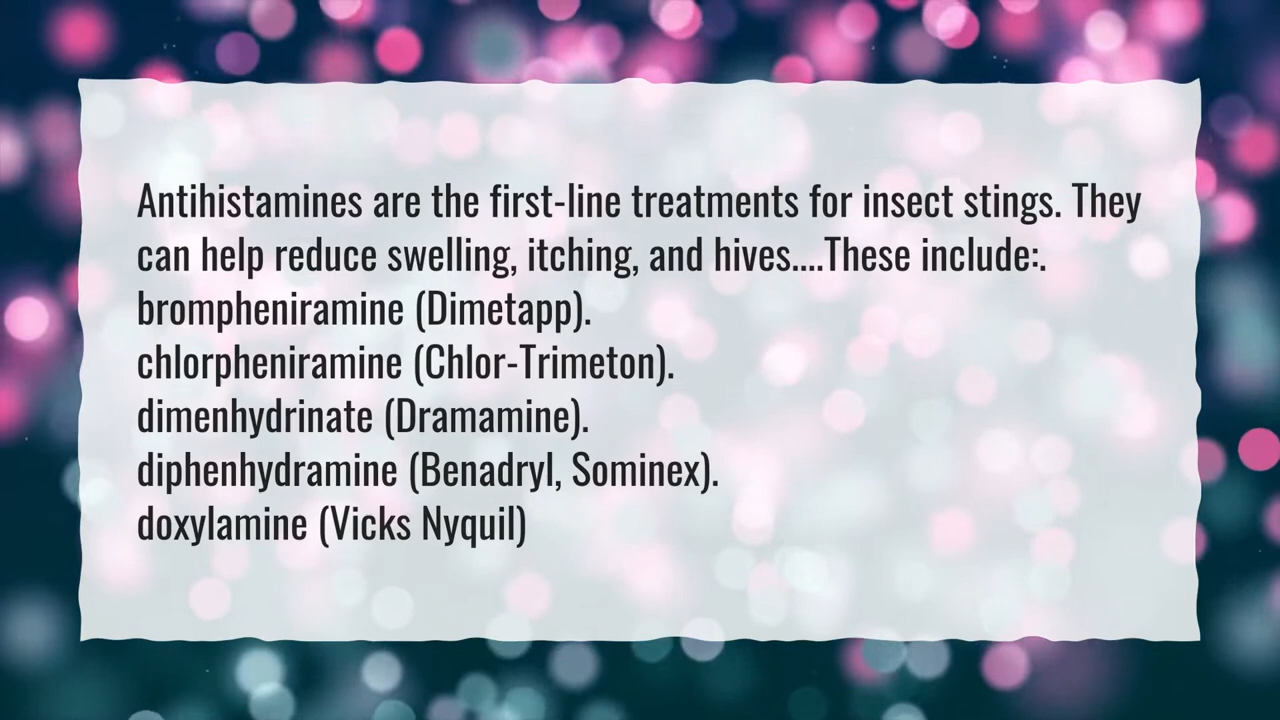 Antihistamines are the first-line treatments for insect stings. They
can help reduce swelling, itching, and hives....These include:.
brompheniramine (Dimetapp).
chlorpheniramine (Chlor-Trimeton).
dimenhydrinate (Dramamine).
diphenhydramine (Benadryl, Sominex).
doxylamine (Vicks Nyquil)